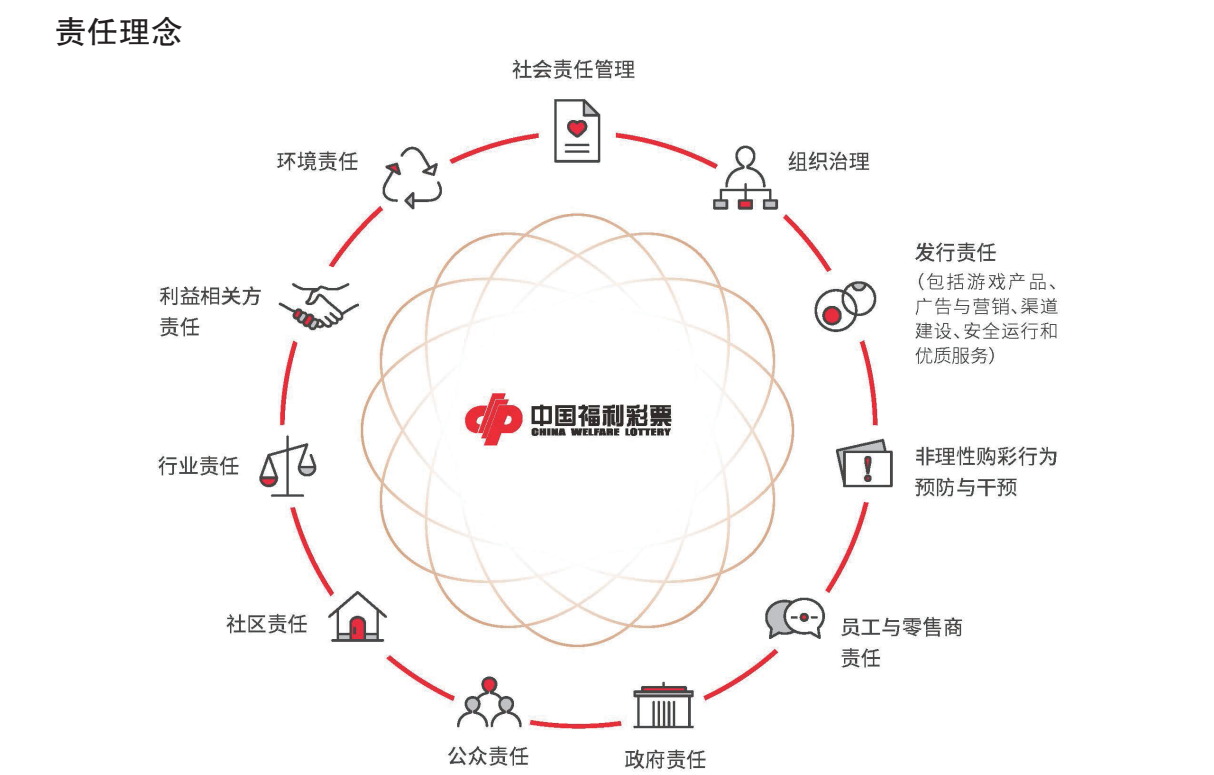 责任理念
社会责任管理
组织治理
发行责任
（包括游戏产品、
广告与营销、渠道
建设、安全运行和
优质服务）
非理性购彩行为
预防与干预
员工与零售商
责任
政府责任
公众责任
社区责任
行业责任
利益相关方
责任
环境责任
中国福利彩票
CHINA WELFARE LOTTERY